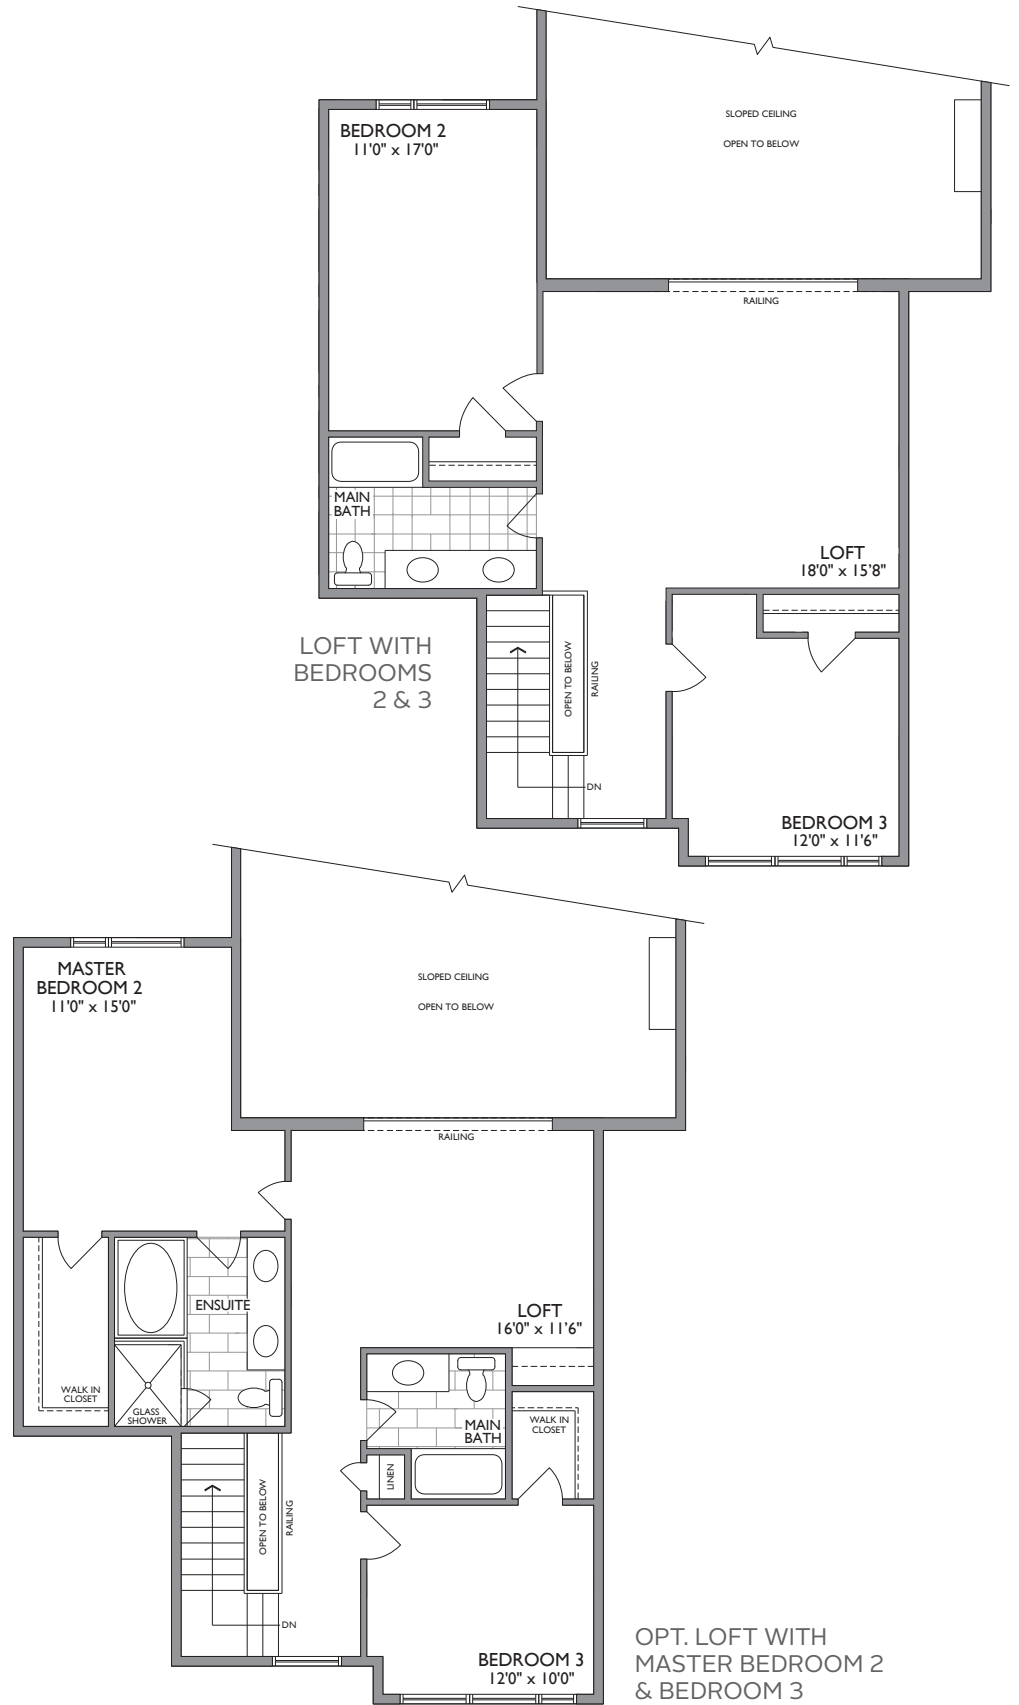 SLOPED CEILING
OPEN TO BELOW
BEDROOM 2
11'0" x 17'0"
RAILING
MAIN
BATH
LOFT
18'0" x 15'8"
LOFT WITH
BEDROOMS
2 & 3
OPEN TO BELOW
RAILING
DN
BEDROOM 3
12'0" x 11'6"
MASTER
BEDROOM 2
11'0" x 15'0"
SLOPED CEILING
OPEN TO BELOW
RAILING
ENSUITE
LOFT
16'0" x 11'6"
WALK IN
CLOSET
GLASS
SHOWER
MAIN
BATH
WALK IN
CLOSET
LINEN
OPEN TO BELOW
RAILING
DN
BEDROOM 3
12'0" x 10'0"
OPT. LOFT WITH
MASTER BEDROOM 2
& BEDROOM 3